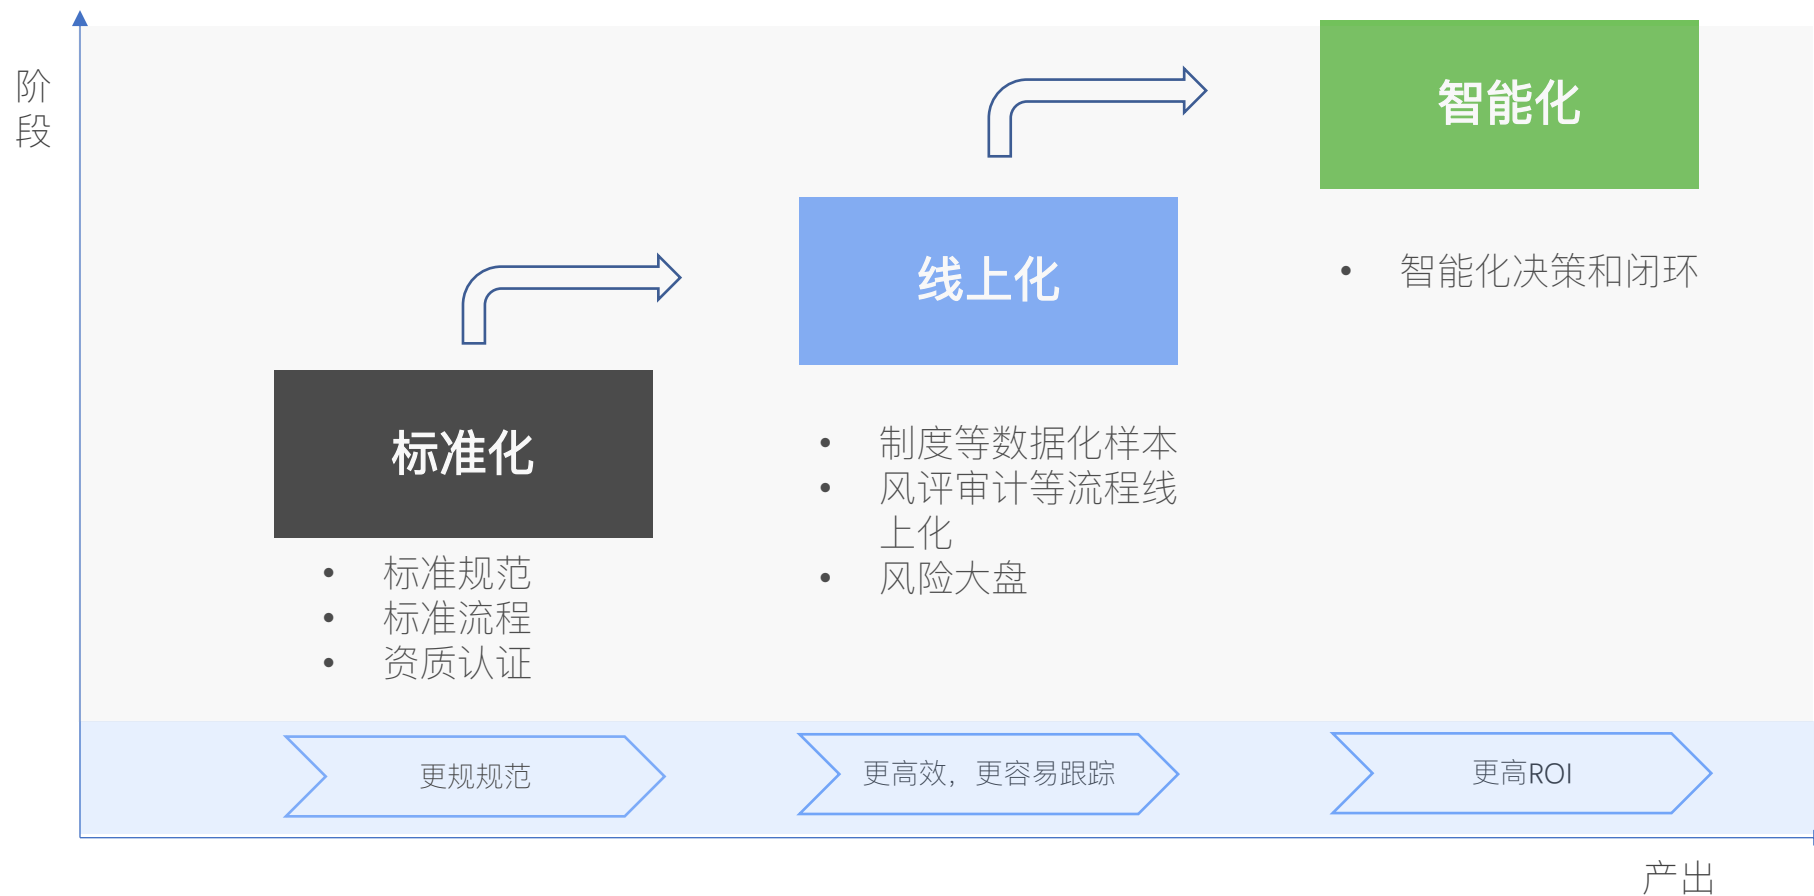 阶
段
智能化
智能化决策和闭环
线上化
制度等数据化样本
风评审计等流程线
上化
风险大盘
标准化
标准规范
标准流程
资质认证
更规规范
更高效，更容易跟踪
更高ROI
产出